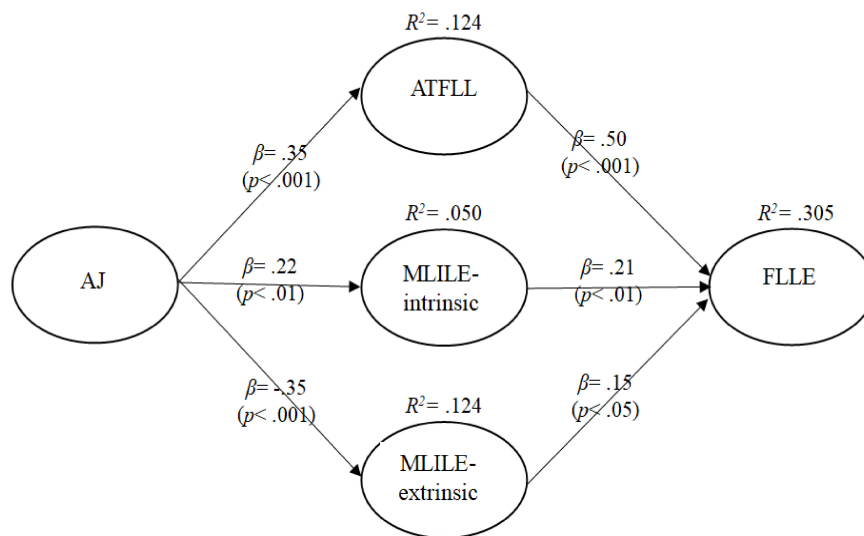 R² = .124
ATFLL
β= .35
(p< .001)
β= .50
(p< .001)
R² = .050
R² = .305
AJ
β= .22
(p< .01)
MLILE-
intrinsic
β= .21
(p< .01)
FLLE
β= -.35
(p< .001)
R² = .124
β= .15
(p< .05)
MLILE-
extrinsic